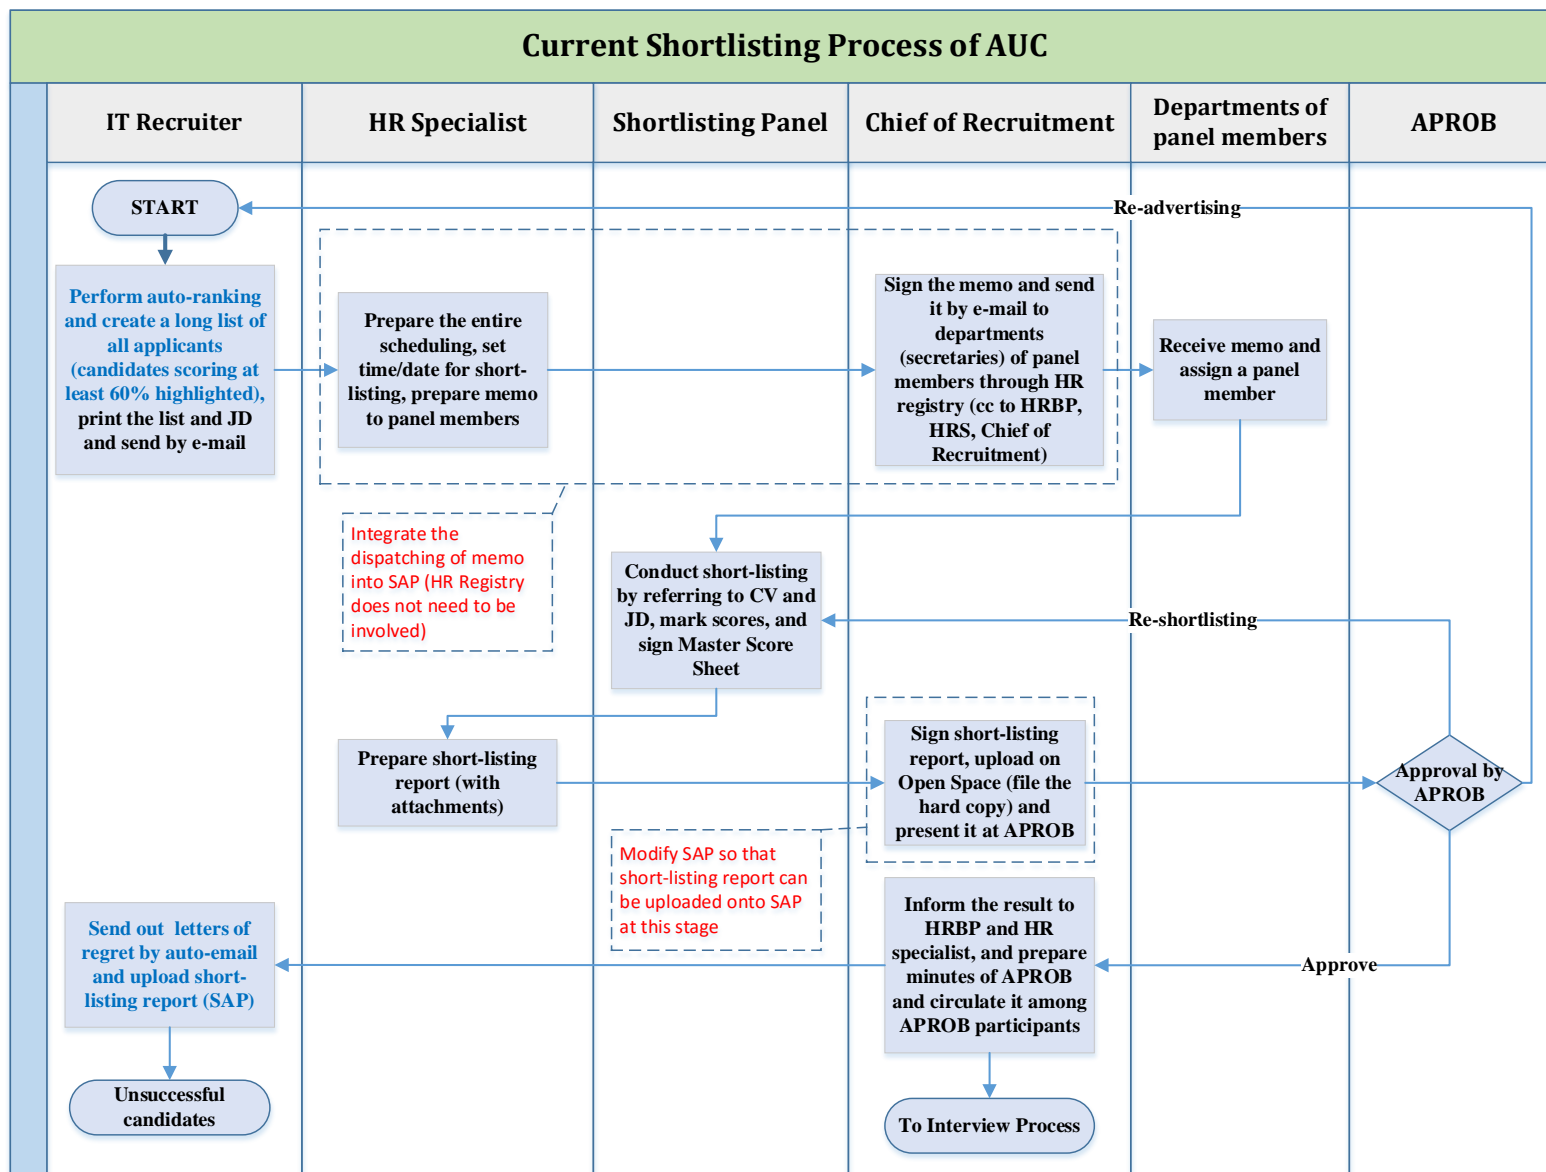 Current Shortlisting Process of AUC
IT Recruiter
HR Specialist
Shortlisting Panel
Chief of Recruitment
Departments of
panel members
APROB
START
Re-advertising
Perform auto-ranking
and create a long list of
all applicants
(candidates scoring at
least 60% highlighted),
print the list and JD
and send by e-mail
Prepare the entire
scheduling, set
time/date for short-
listing, prepare memo
to panel members
Sign the memo and send
it by e-mail to
departments
(secretaries) of panel
members through HR
registry (cc to HRBP,
HRS, Chief of
Recruitment)
Receive memo and
assign a panel
member
Integrate the
dispatching of memo
into SAP (HR Registry
does not need to be
involved)
Conduct short-listing
by referring to CV and
JD, mark scores, and
sign Master Score
Sheet
Re-shortlisting
Prepare short-listing
report (with
attachments)
Sign short-listing
report, upload on
Open Space (file the
hard copy) and
present it at APROB
Approval by
APROB
Modify SAP so that
short-listing report can
be uploaded onto SAP
at this stage
Send out  letters of
regret by auto-email
and upload short-
listing report (SAP)
Inform the result to
HRBP and HR
specialist, and prepare
minutes of APROB
and circulate it among
APROB participants
Approve
Unsuccessful
candidates
To Interview Process